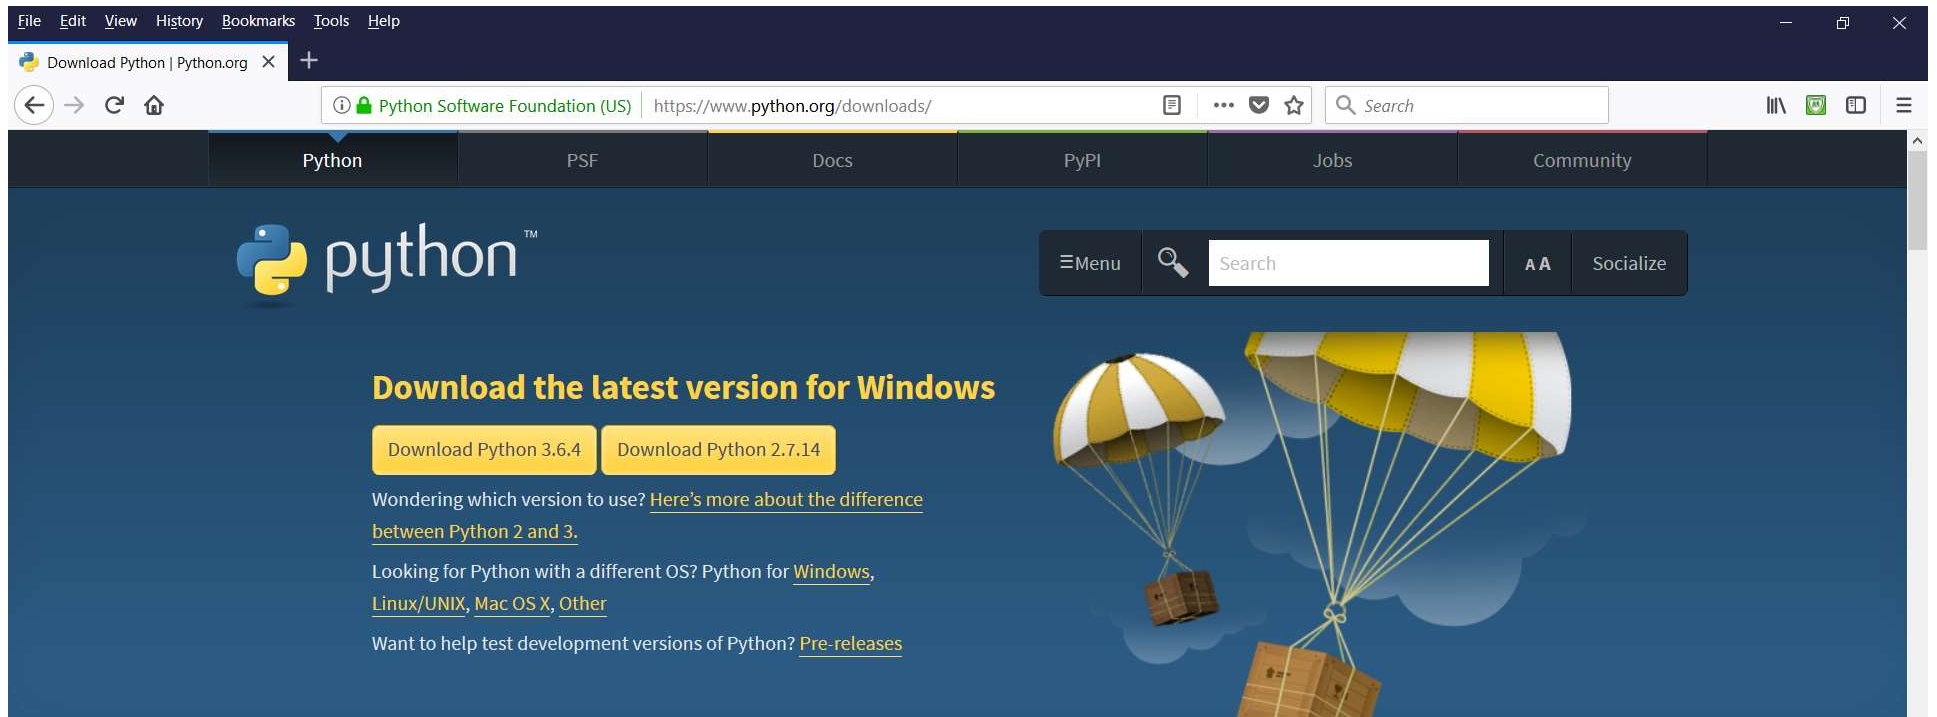 File Edit View History Bookmarks Tools Help
Download Python | Python.org
Python Software Foundation (US) https://www.python.org/downloads/ Search
Python PSF Docs PyPI Jobs Community
python™
Menu Search A A Socialize
Download the latest version for Windows
Download Python 3.6.4 Download Python 2.7.14
Wondering which version to use? Here's more about the difference
between Python 2 and 3.
Looking for Python with a different OS? Python for Windows,
Linux/UNIX, Mac OS X, Other
Want to help test development versions of Python? Pre-releases